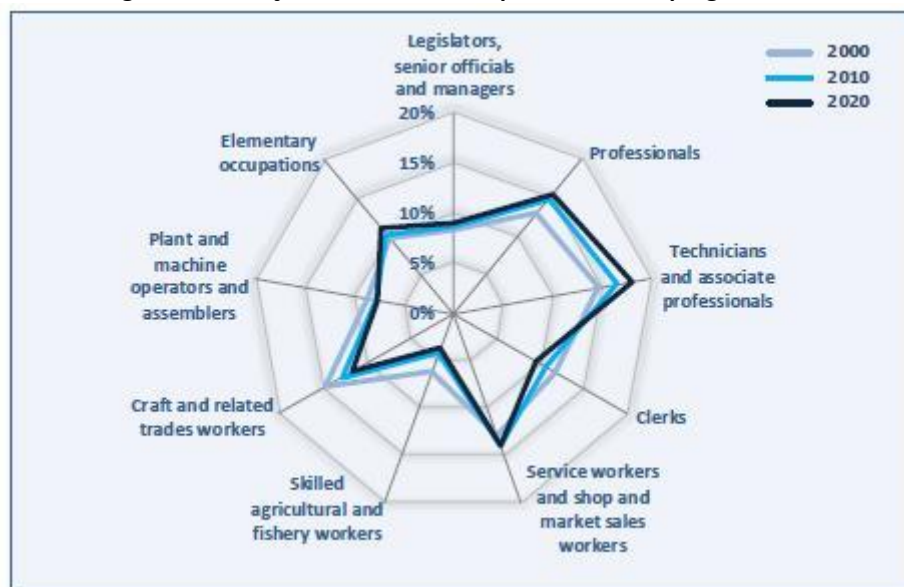 Legislators,
senior officials
and managers
2000
2010
2020
20%
15%
10%
5%
0%
Professionals
Technicians
and associate
professionals
Clerks
Service workers
and shop and
market sales
workers
Skilled
agricultural and
fishery workers
Craft and related
trades workers
Plant and
machine
operators and
assemblers
Elementary
occupations